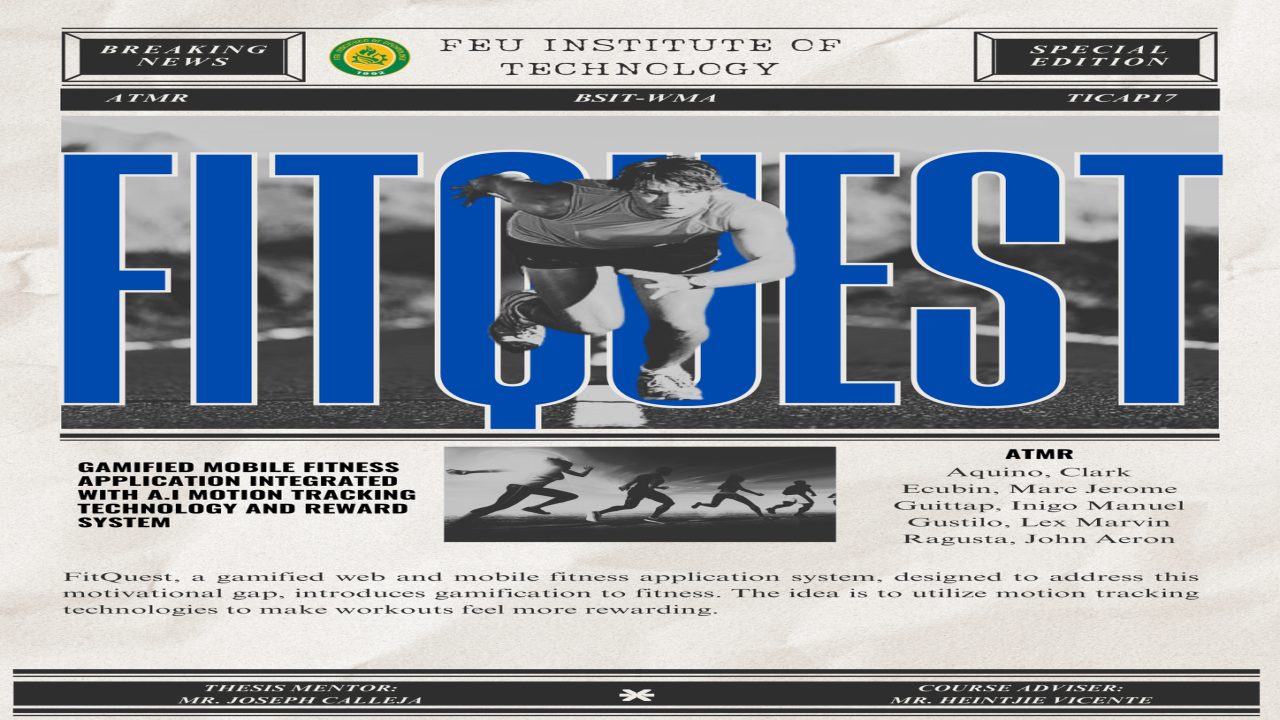 BREAKING NEWS
FEU INSTITUTE OF
TECHNOLOGY
SPECIAL EDITION
ATMR BSIT-WMA TICAP17
FITQUEST
GAMIFIED MOBILE FITNESS
APPLICATION INTEGRATED
WITH A.I MOTION TRACKING
TECHNOLOGY AND REWARD
SYSTEM
ATMR
Aquino, Clark
Ecubin, Marc Jerome
Guittap, Inigo Manuel
Gustilo, Lex Marvin
Ragusta, John Aeron
FitQuest, a gamified web and mobile fitness application system, designed to address this
motivational gap, introduces gamification to fitness. The idea is to utilize motion tracking
technologies to make workouts feel more rewarding.
THESIS MENTOR:
MR. JOSEPH CALLEJA
COURSE ADVISER:
MR. HEINTJIE VICENTE